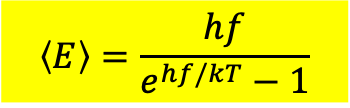 ⟨E⟩ = hf / (e^{hf/kT} − 1)